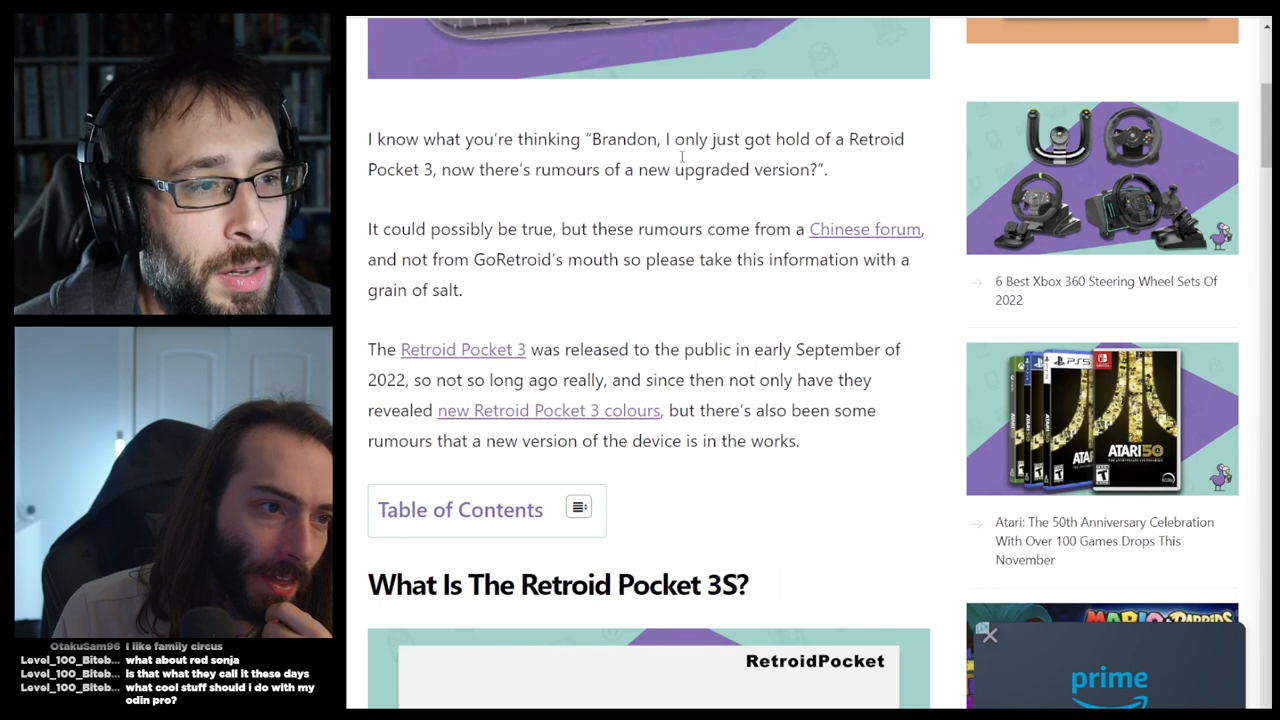 I know what you're thinking “Brandon, I only just got hold of a Retroid
Pocket 3, now there's rumours of a new upgraded version?”.
It could possibly be true, but these rumours come from a Chinese forum,
and not from GoRetroid's mouth so please take this information with a
grain of salt.
The Retroid Pocket 3 was released to the public in early September of
2022, so not so long ago really, and since then not only have they
revealed new Retroid Pocket 3 colours, but there's also been some
rumours that a new version of the device is in the works.
Table of Contents
What Is The Retroid Pocket 3S?
RetroidPocket
6 Best Xbox 360 Steering Wheel Sets Of
2022
PS5
ATARI
ATARI50
Atari: The 50th Anniversary Celebration
With Over 100 Games Drops This
November
prime
OtakuSam96 I like family circus
Level_100_Biteb... what about red sonja
Level_100_Biteb... is that what they call it these days
Level_100_Biteb... what cool stuff should i do with my
odin pro?